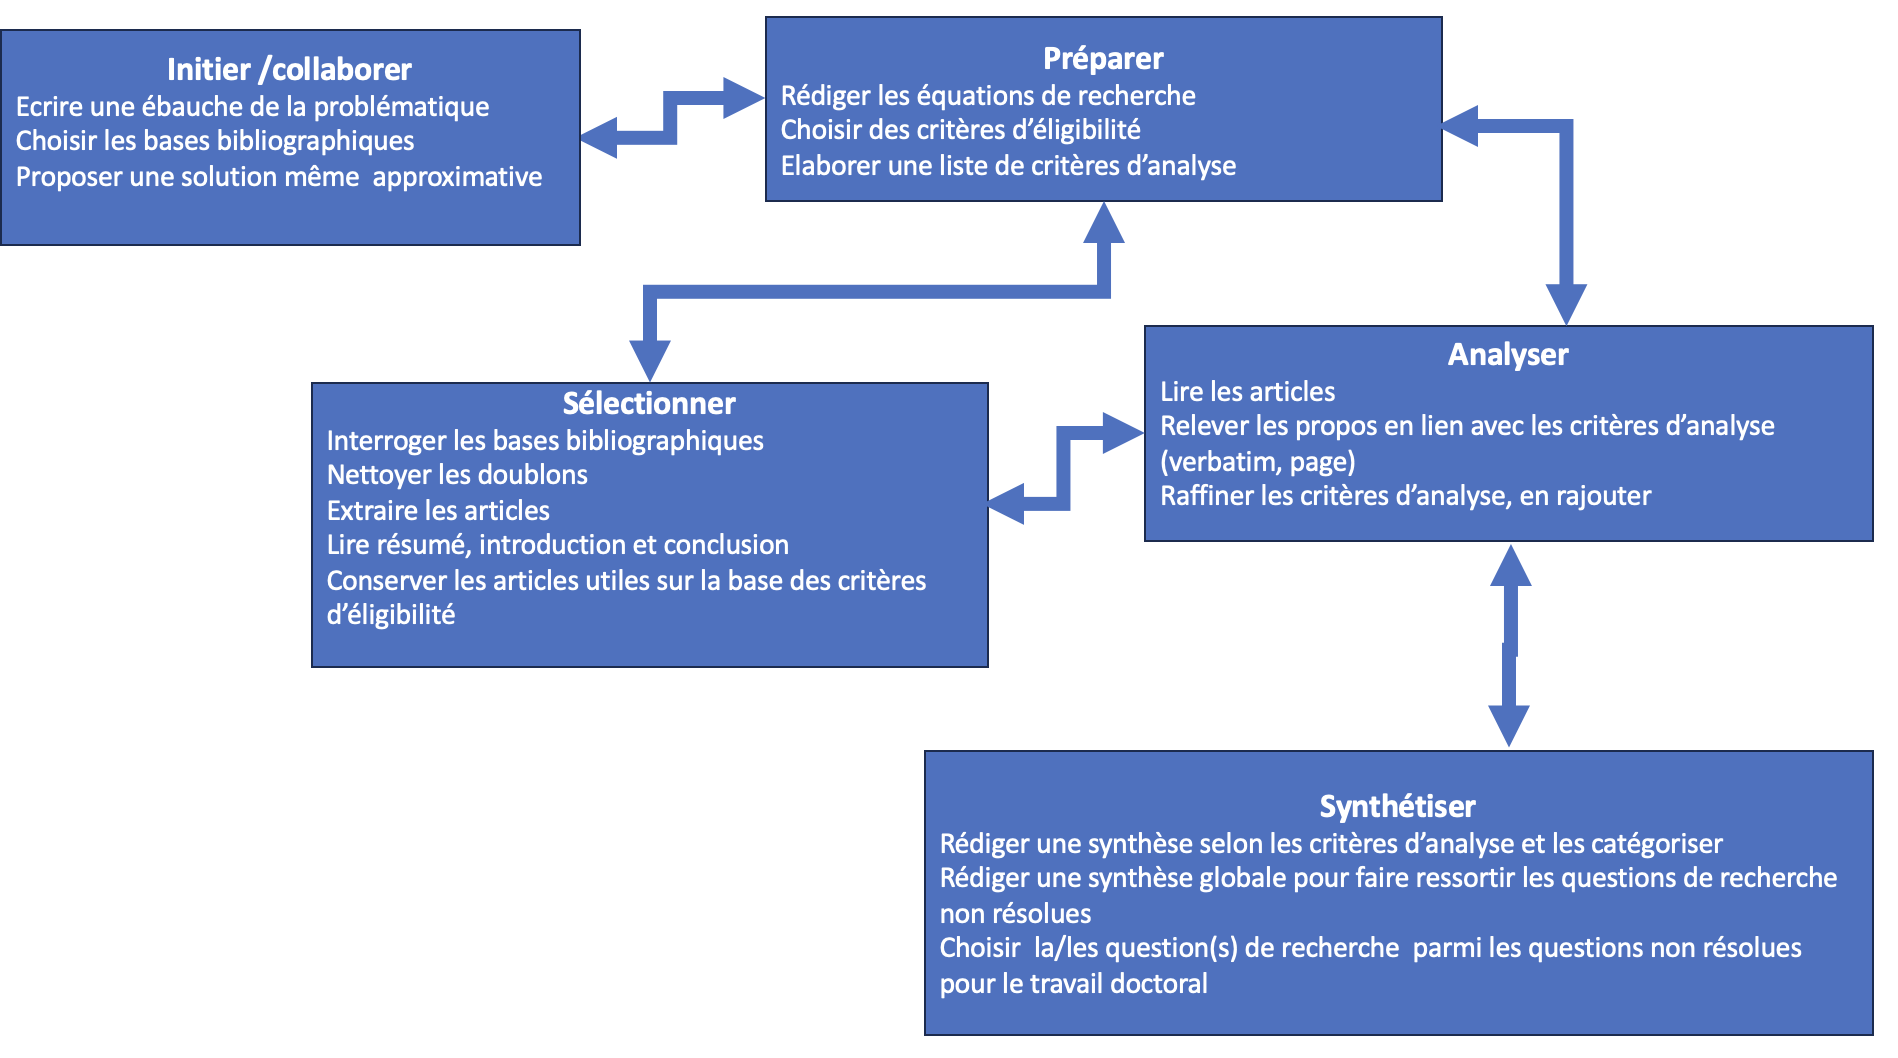 Initier /collaborer
Ecrire une ébauche de la problématique
Choisir les bases bibliographiques
Proposer une solution même  approximative
Préparer
Rédiger les équations de recherche
Choisir des critères d’éligibilité
Elaborer une liste de critères d’analyse
Sélectionner
Interroger les bases bibliographiques
Nettoyer les doublons
Extraire les articles
Lire résumé, introduction et conclusion
Conserver les articles utiles sur la base des critères
d’éligibilité
Analyser
Lire les articles
Relever les propos en lien avec les critères d’analyse
(verbatim, page)
Raffiner les critères d’analyse, en rajouter
Synthétiser
Rédiger une synthèse selon les critères d’analyse et les catégoriser
Rédiger une synthèse globale pour faire ressortir les questions de recherche
non résolues
Choisir  la/les question(s) de recherche  parmi les questions non résolues
pour le travail doctoral